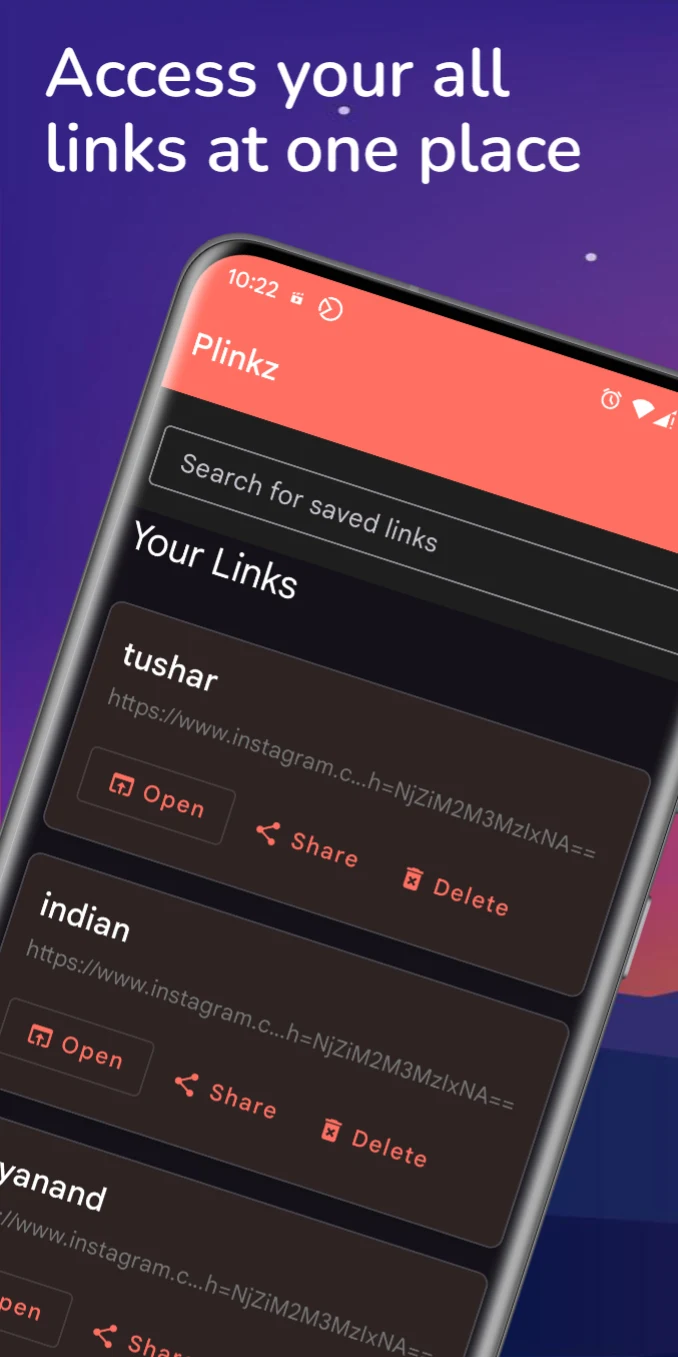 Access your all
links at one place
10:22
Plinkz
Search for saved links
Your Links
tushar
https://www.instagram.c...h=NjZiM2M3MzIxNA==
Open
Share
Delete
indian
https://www.instagram.c...h=NjZiM2M3MzIxNA==
Open
Share
Delete
yanand
://www.instagram.c...h=NjZiM2M3MzIxNA==
pen
Shar